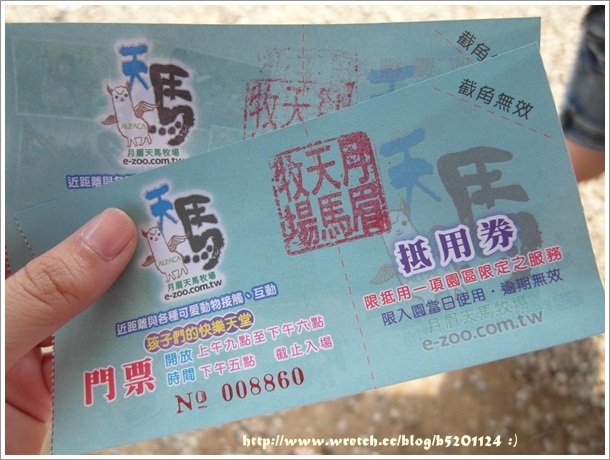 天馬
ALPACA
月眉天馬牧場
e-zoo.com.tw
近距離與各
截角
天馬
ALPACA
月眉天馬牧場
e-zoo.com.tw
近距離與各種可愛動物接觸、互動
孩子們的快樂天堂
門票
開放 上午九點至下午六點
時間 下午五點 截止入場
No 008860
月眉天馬牧場
截角無效
天馬
抵用券
限抵用一項園區限定之服務
限入園當日使用・逾期無效
月眉天馬牧場
e-zoo.com.tw
http://www.wretch.cc/blog/b5201124 :)